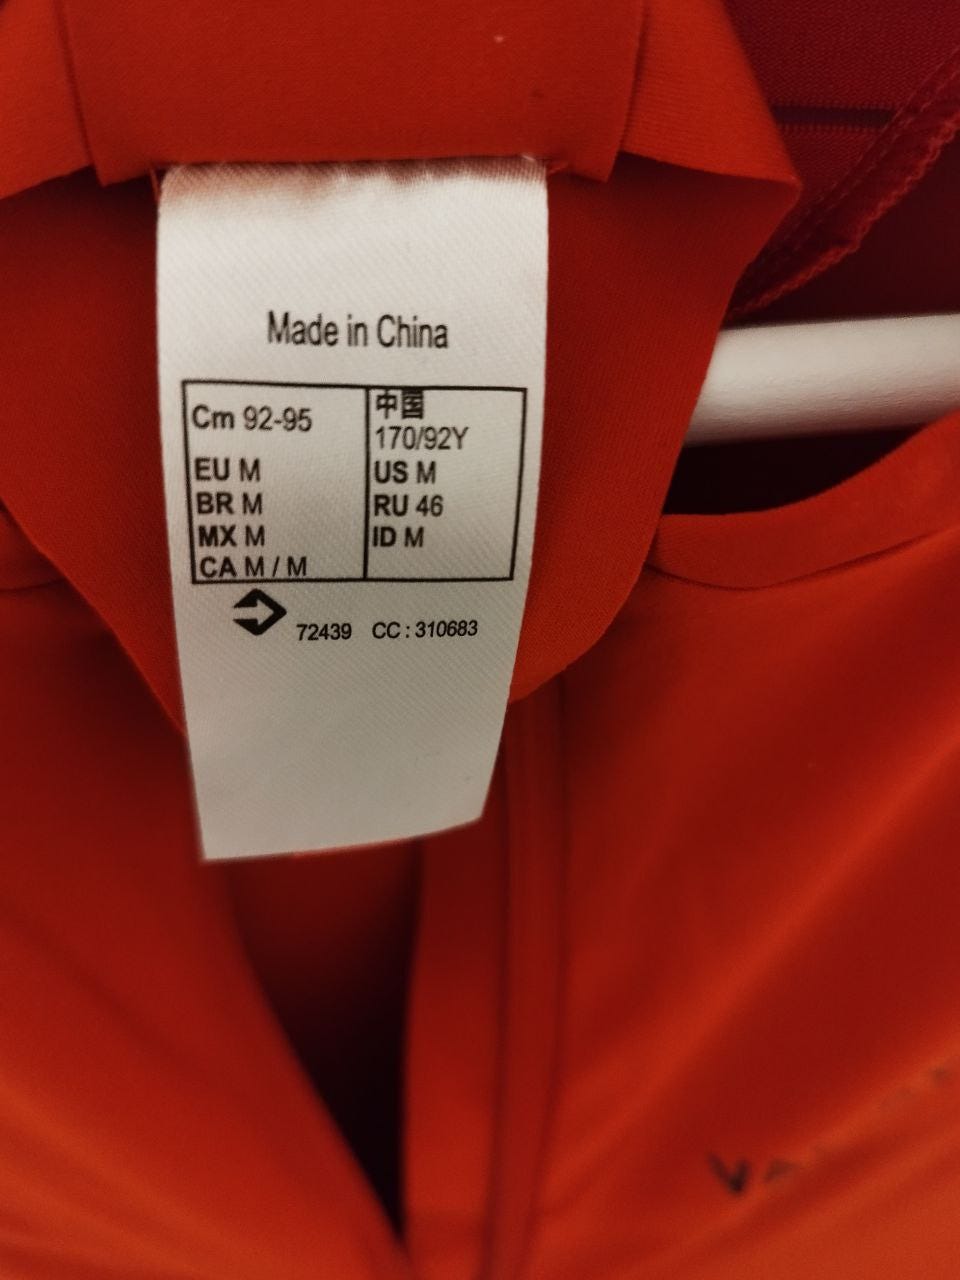 Made in China
Cm 92-95
EU M
BR M
MX M
CA M / M
中国
170/92Y
US M
RU 46
ID M
72439 CC : 310683